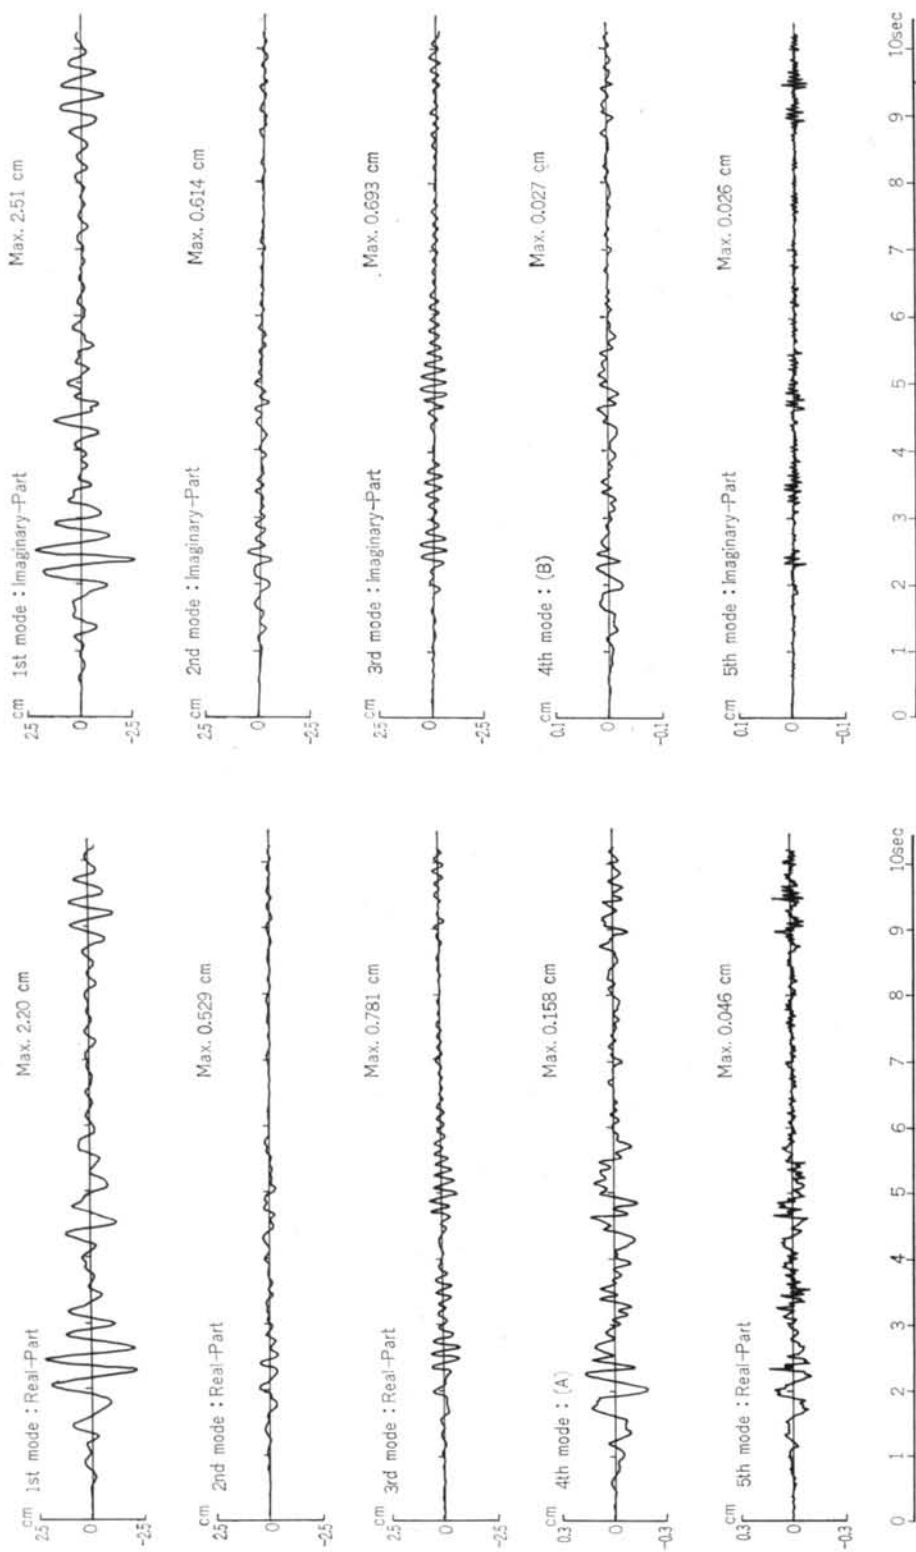 cm 1st mode : Real-Part Max. 2.20 cm
2.5
0
-2.5
cm 2nd mode : Real-Part Max. 0.529 cm
2.5
0
-2.5
cm 3rd mode : Real-Part Max. 0.781 cm
2.5
0
-2.5
cm 4th mode : (A) Max. 0.158 cm
0.3
0
-0.3
cm 5th mode : Real-Part Max. 0.046 cm
0.3
0
-0.3
0 1 2 3 4 5 6 7 8 9 10sec
cm 1st mode : Imaginary-Part Max. 2.51 cm
2.5
0
-2.5
cm 2nd mode : Imaginary-Part Max. 0.614 cm
2.5
0
-2.5
cm 3rd mode : Imaginary-Part Max. 0.693 cm
2.5
0
-2.5
cm 4th mode : (B) Max. 0.027 cm
0.1
0
-0.1
cm 5th mode : Imaginary-Part Max. 0.026 cm
0.1
0
-0.1
0 1 2 3 4 5 6 7 8 9 10sec